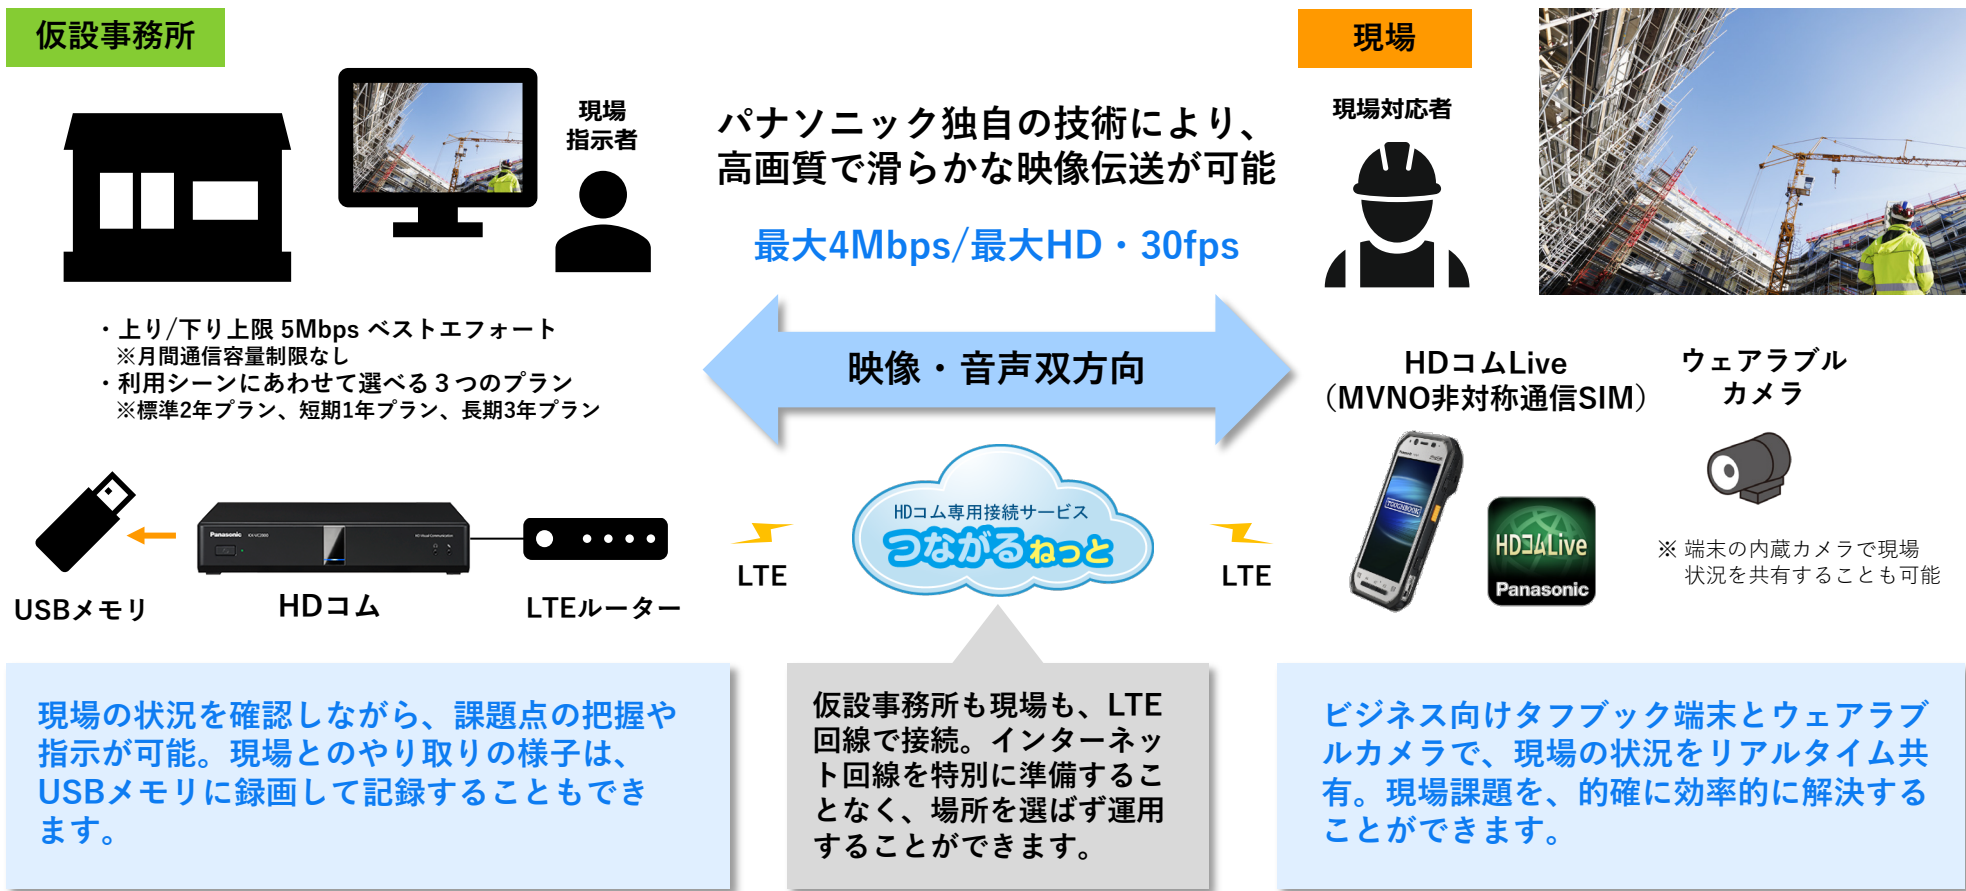 仮設事務所
現場
指示者
パナソニック独自の技術により、
高画質で滑らかな映像伝送が可能
最大4Mbps/最大HD・30fps
現場
現場対応者
・上り/下り上限 5Mbps ベストエフォート
※月間通信容量制限なし
・利用シーンにあわせて選べる３つのプラン
※標準2年プラン、短期1年プラン、長期3年プラン
映像・音声双方向
HDコムLive
（MVNO非対称通信SIM）
ウェアラブル
カメラ
USBメモリ
Panasonic
HDコム
LTEルーター
LTE
HDコム専用接続サービス
つながるねっと
LTE
TOUGHBOOK
HDコムLive
Panasonic
※ 端末の内蔵カメラで現場
状況を共有することも可能
現場の状況を確認しながら、課題点の把握や
指示が可能。現場とのやり取りの様子は、
USBメモリに録画して記録することもでき
ます。
仮設事務所も現場も、LTE
回線で接続。インターネッ
ト回線を特別に準備するこ
となく、場所を選ばず運用
することができます。
ビジネス向けタフブック端末とウェアラブ
ルカメラで、現場の状況をリアルタイム共
有。現場課題を、的確に効率的に解決する
ことができます。